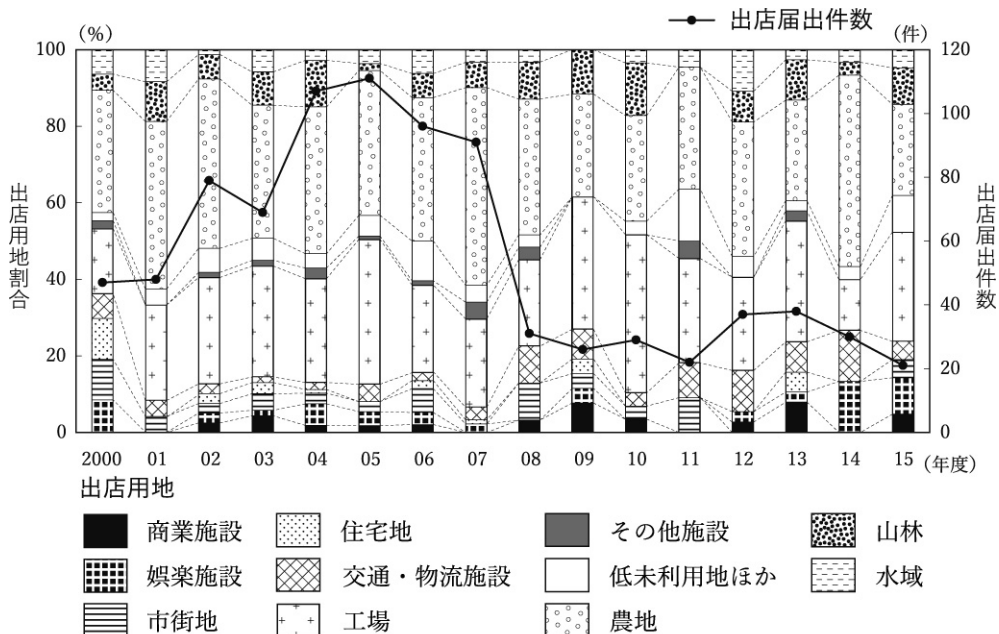 出店届出件数
（%）
（件）
100
80
60
40
20
0
120
100
80
60
40
20
0
出店用地割合
出店届出件数
2000 01 02 03 04 05 06 07 08 09 10 11 12 13 14 15 （年度）
出店用地
商業施設 住宅地 その他施設 山林
娯楽施設 交通・物流施設 低未利用地ほか 水域
市街地 工場 農地